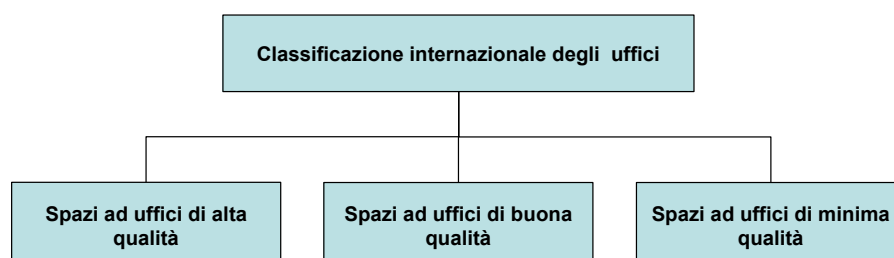 Classificazione internazionale degli uffici
Spazi ad uffici di alta
qualità
Spazi ad uffici di buona
qualità
Spazi ad uffici di minima
qualità